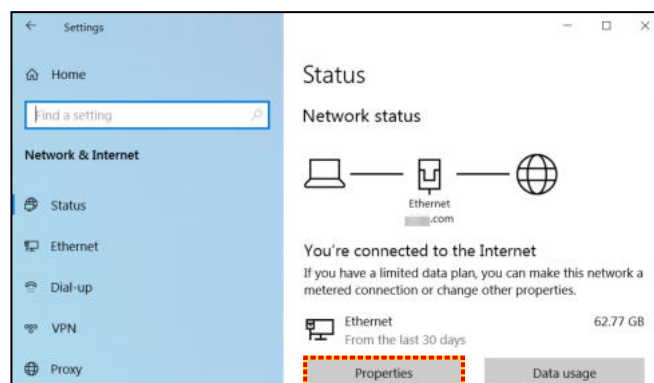 Settings
Home
Find a setting
Network & Internet
Status
Ethernet
Dial-up
VPN
Proxy
Status
Network status
Ethernet
.com
You're connected to the Internet
If you have a limited data plan, you can make this network a
metered connection or change other properties.
Ethernet 62.77 GB
From the last 30 days
Properties Data usage